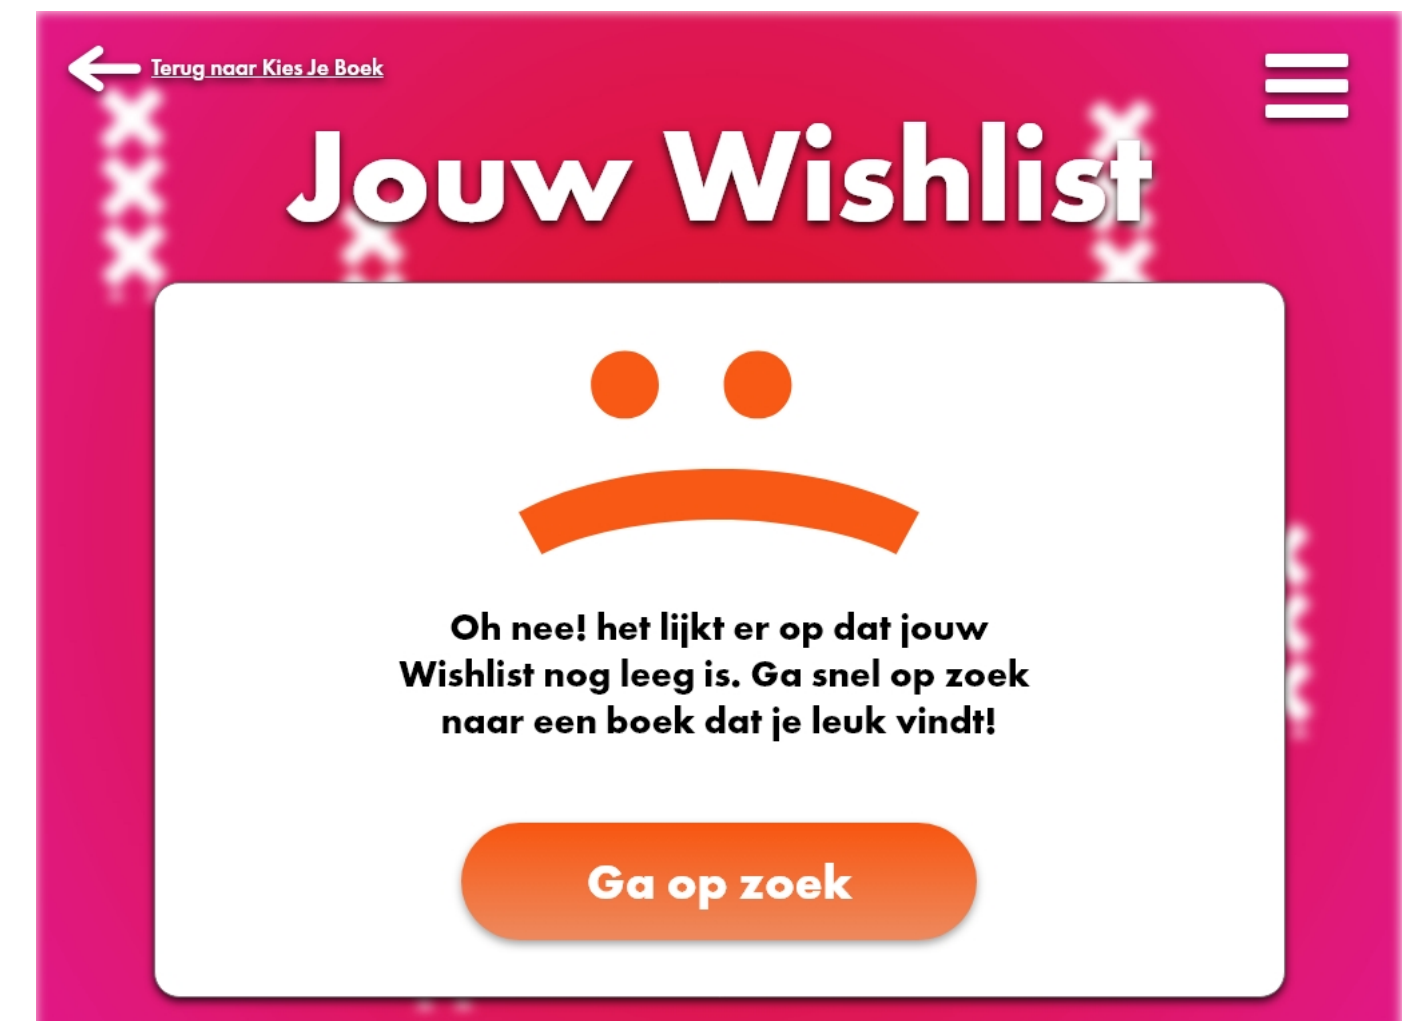 Terug naar Kies Je Boek
Jouw Wishlist
Oh nee! het lijkt er op dat jouw
Wishlist nog leeg is. Ga snel op zoek
naar een boek dat je leuk vindt!
Ga op zoek